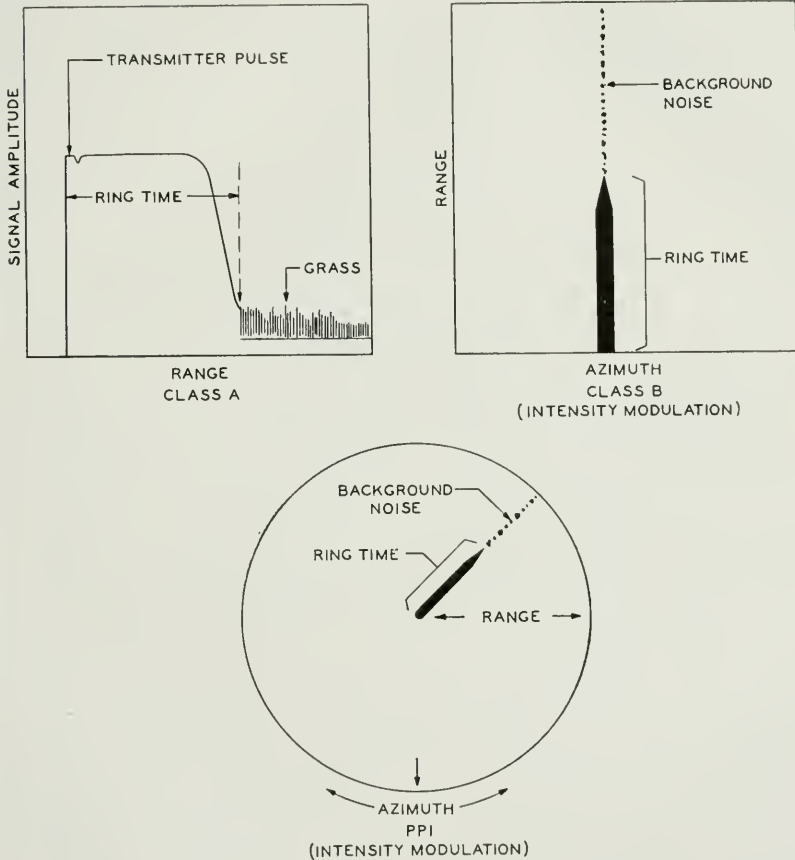 SIGNAL AMPLITUDE
TRANSMITTER PULSE
RING TIME
GRASS
RANGE
CLASS A
RANGE
BACKGROUND
NOISE
RING TIME
AZIMUTH
CLASS B
(INTENSITY MODULATION)
BACKGROUND
NOISE
RING TIME
RANGE
AZIMUTH
PPI
(INTENSITY MODULATION)